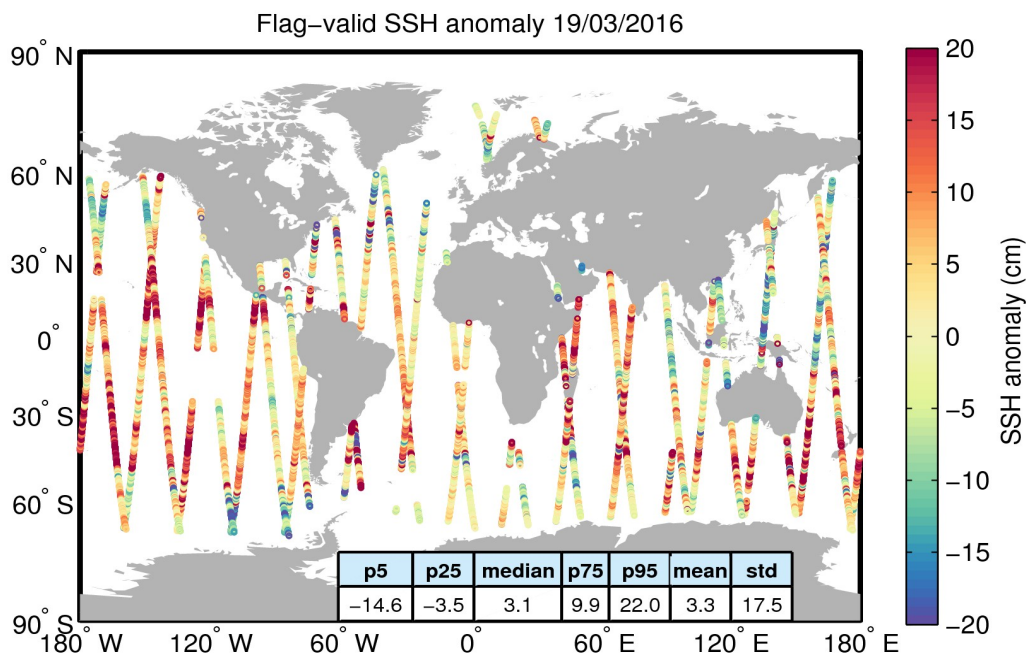 Flag−valid SSH anomaly 19/03/2016
90° N
60° N
30° N
0°
30° S
60° S
90° S
180° W
120° W
60° W
0°
60° E
120° E
180° E
p5 p25 median p75 p95 mean std
−14.6 −3.5 3.1 9.9 22.0 3.3 17.5
20
15
10
5
0
−5
−10
−15
−20
SSH anomaly (cm)